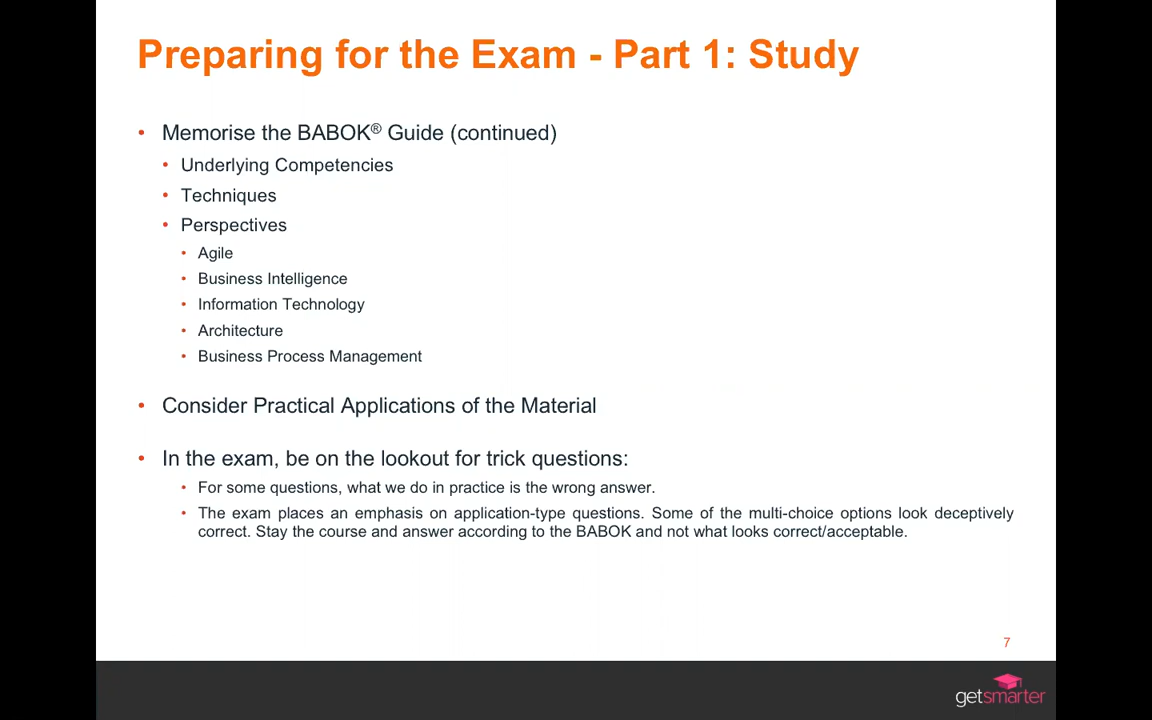 Preparing for the Exam - Part 1: Study
• Memorise the BABOK® Guide (continued)
• Underlying Competencies
• Techniques
• Perspectives
• Agile
• Business Intelligence
• Information Technology
• Architecture
• Business Process Management
• Consider Practical Applications of the Material
• In the exam, be on the lookout for trick questions:
• For some questions, what we do in practice is the wrong answer.
• The exam places an emphasis on application-type questions. Some of the multi-choice options look deceptively
correct. Stay the course and answer according to the BABOK and not what looks correct/acceptable.
7
getsmarter